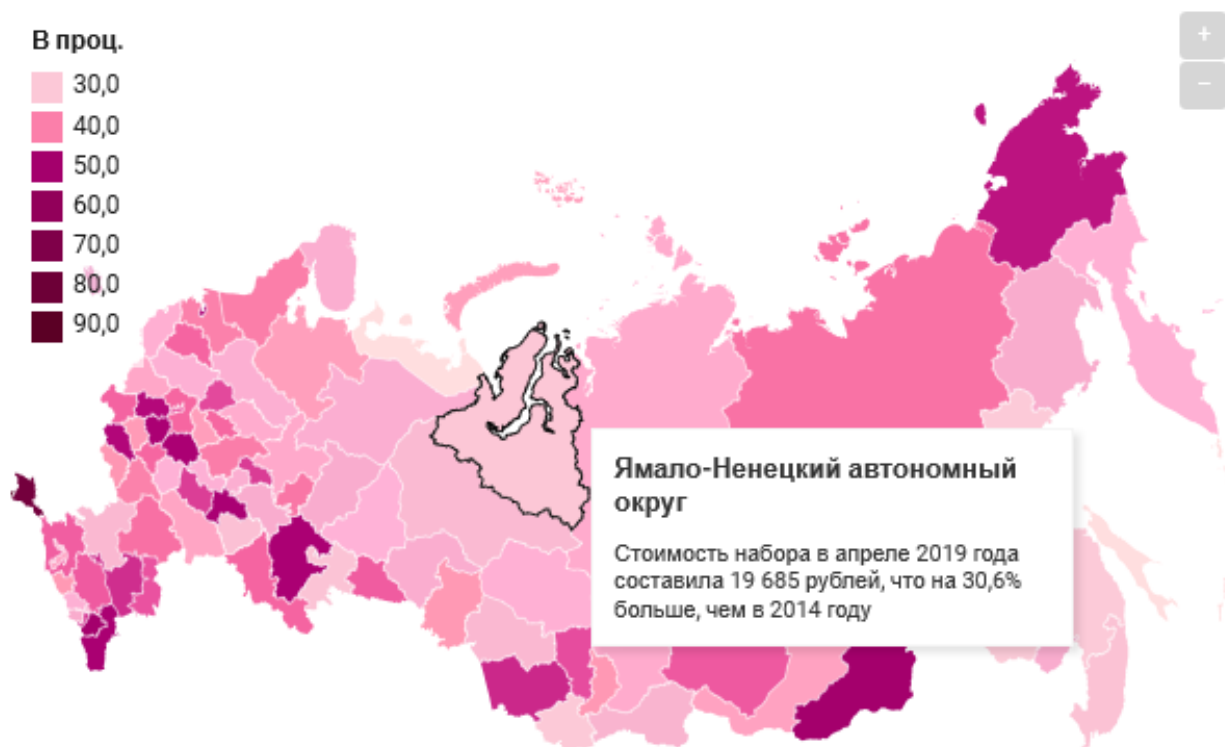 В проц.
30,0
40,0
50,0
60,0
70,0
80,0
90,0
+
−
Ямало-Ненецкий автономный
округ
Стоимость набора в апреле 2019 года
составила 19 685 рублей, что на 30,6%
больше, чем в 2014 году